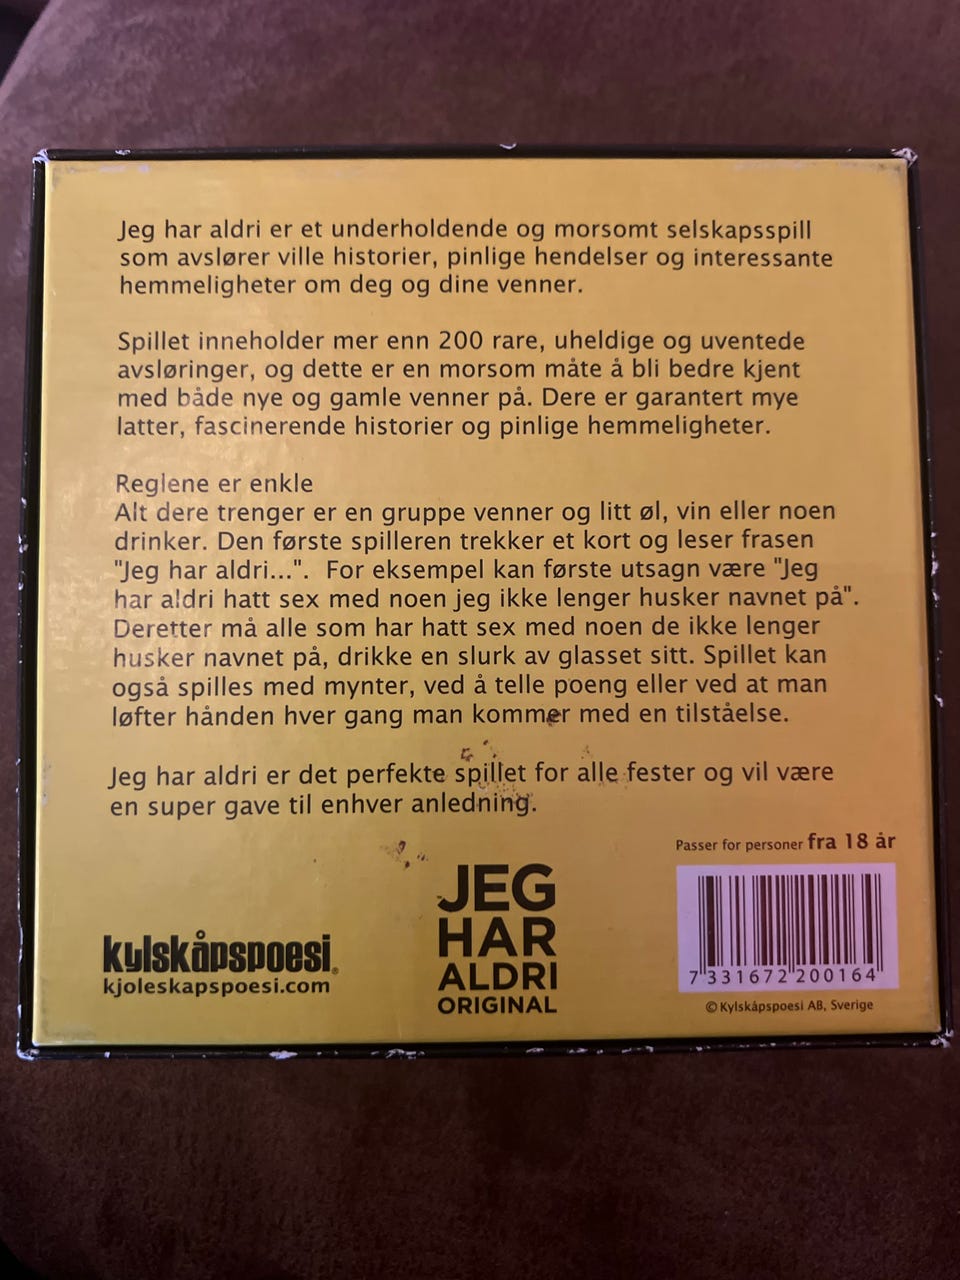 Jeg har aldri er et underholdende og morsomt selskapsspill
som avslører ville historier, pinlige hendelser og interessante
hemmeligheter om deg og dine venner.
Spillet inneholder mer enn 200 rare, uheldige og uventede
avsløringer, og dette er en morsom måte å bli bedre kjent
med både nye og gamle venner på. Dere er garantert mye
latter, fascinerende historier og pinlige hemmeligheter.
Reglene er enkle
Alt dere trenger er en gruppe venner og litt øl, vin eller noen
drinker. Den første spilleren trekker et kort og leser frasen
"Jeg har aldri...". For eksempel kan første utsagn være "Jeg
har aldri hatt sex med noen jeg ikke lenger husker navnet på".
Deretter må alle som har hatt sex med noen de ikke lenger
husker navnet på, drikke en slurk av glasset sitt. Spillet kan
også spilles med mynter, ved å telle poeng eller ved at man
løfter hånden hver gang man kommer med en tilståelse.
Jeg har aldri er det perfekte spillet for alle fester og vil være
en super gave til enhver anledning.
Passer for personer fra 18 år
kylskåpspoesi®
kjoleskapspoesi.com
JEG
HAR
ALDRI
ORIGINAL
7 331672 200164
© Kylskåpspoesi AB, Sverige